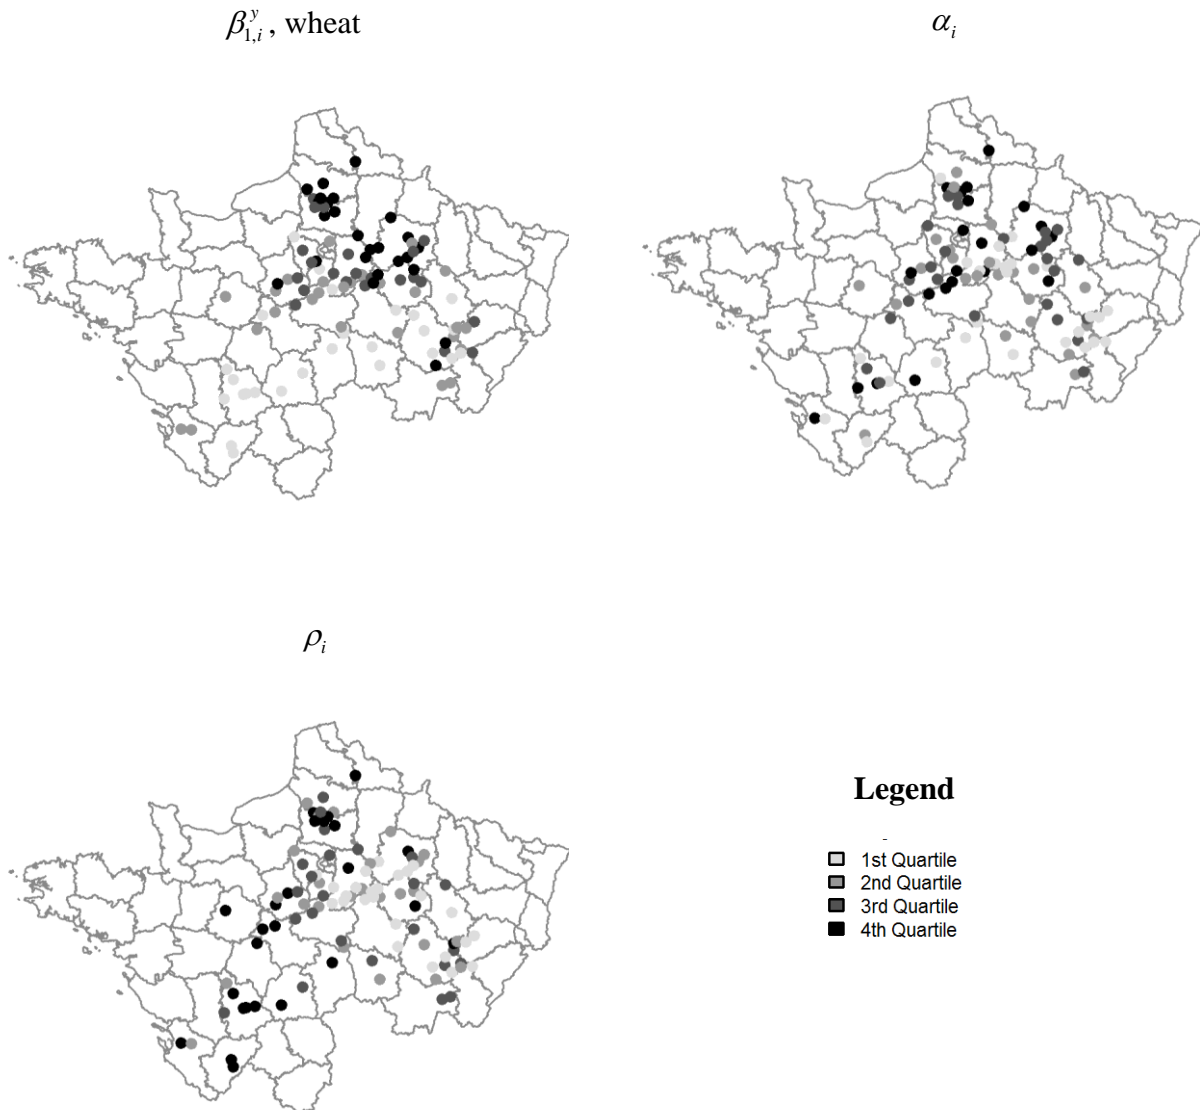 β^y_{1,i} , wheat
α_i
ρ_i
Legend
-
1st Quartile
2nd Quartile
3rd Quartile
4th Quartile